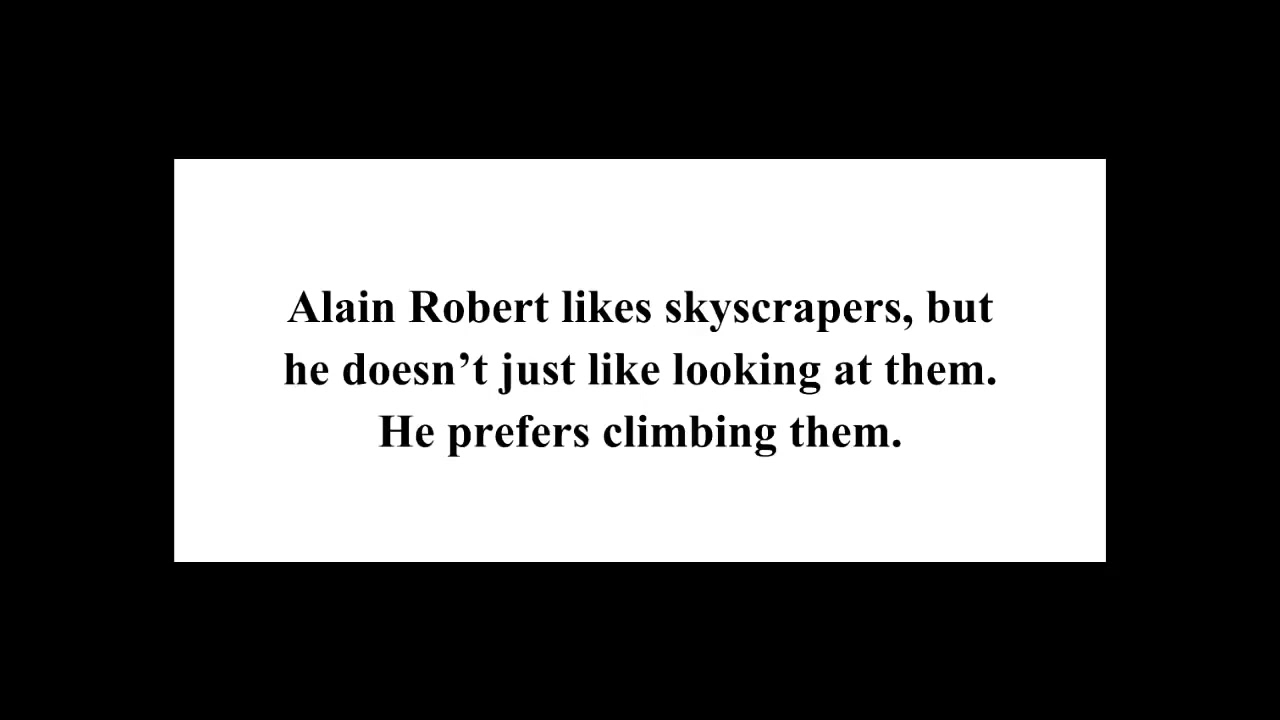 Alain Robert likes skyscrapers, but
he doesn’t just like looking at them.
He prefers climbing them.